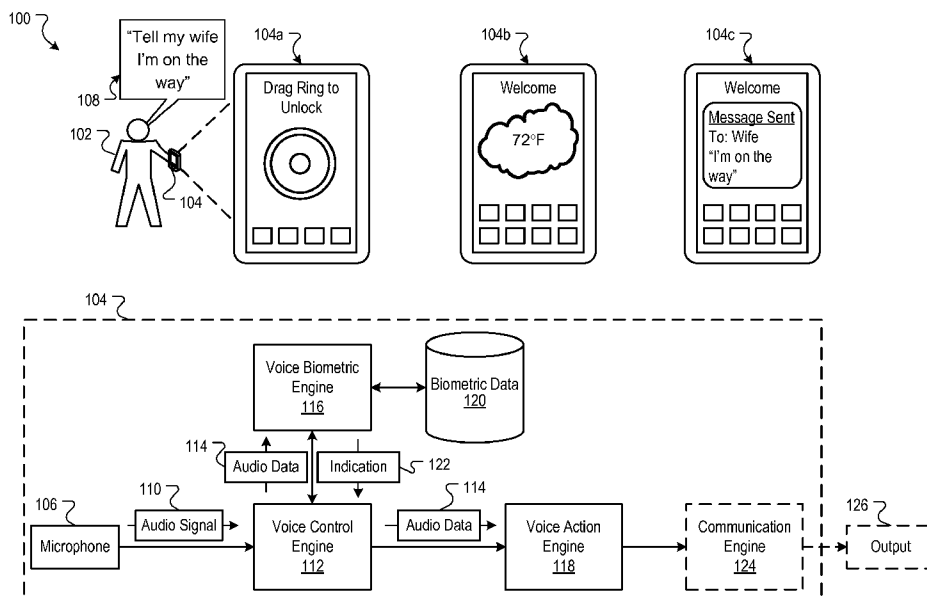 100
"Tell my wife
I'm on the
way"
108
102
104
104a
Drag Ring to
Unlock
104b
Welcome
72°F
104c
Welcome
Message Sent
To: Wife
"I'm on the
way"
104
Voice Biometric
Engine
116
Biometric Data
120
114
Audio Data
Indication
122
106
110
Audio Signal
114
Audio Data
Microphone
Voice Control
Engine
112
Voice Action
Engine
118
Communication
Engine
124
126
Output